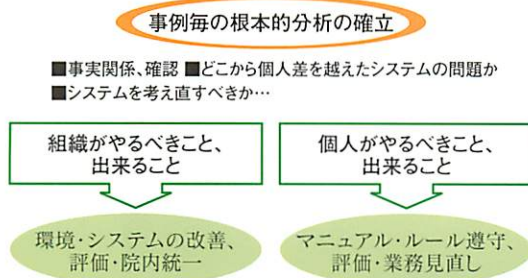 事例毎の根本的分析の確立
■事実関係、確認 ■どこから個人差を越えたシステムの問題か
■システムを考え直すべきか…
組織がやるべきこと、
出来ること
個人がやるべきこと、
出来ること
環境・システムの改善、
評価・院内統一
マニュアル・ルール遵守、
評価・業務見直し